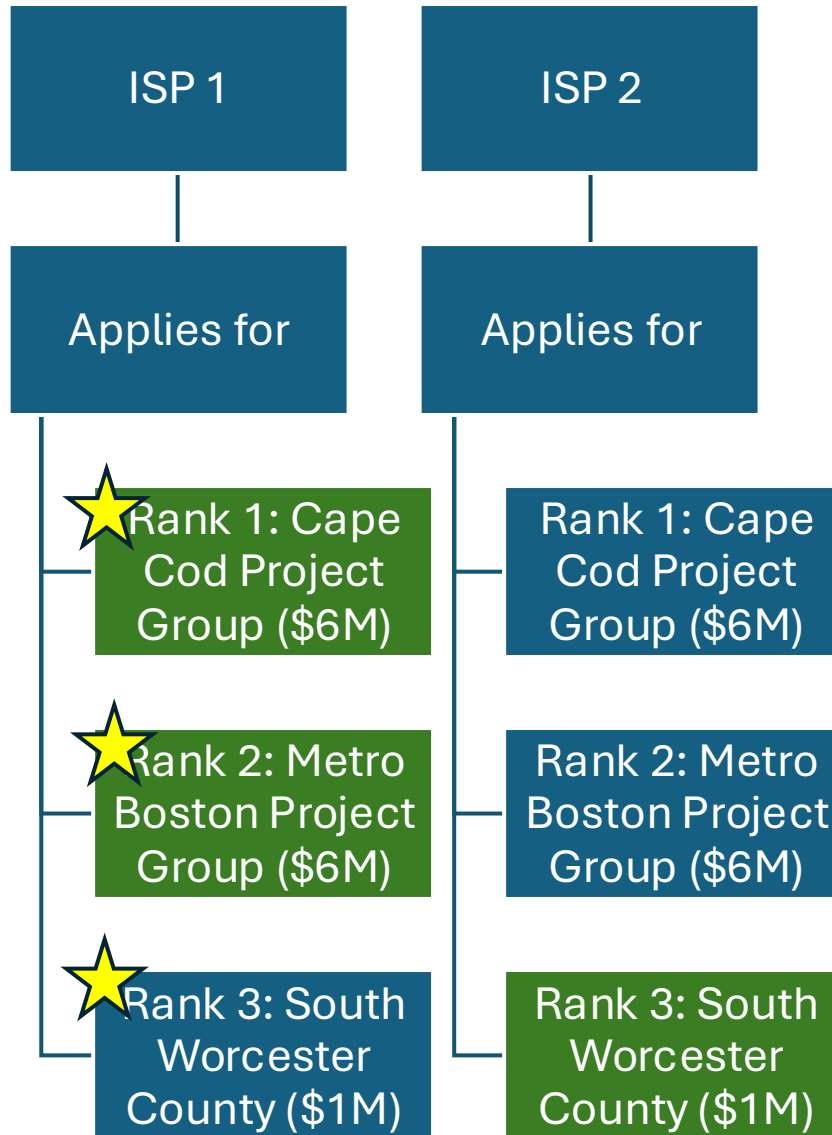 ISP 1
Applies for
Rank 1: Cape
Cod Project
Group ($6M)
Rank 2: Metro
Boston Project
Group ($6M)
Rank 3: South
Worcester
County ($1M)
ISP 2
Applies for
Rank 1: Cape
Cod Project
Group ($6M)
Rank 2: Metro
Boston Project
Group ($6M)
Rank 3: South
Worcester
County ($1M)